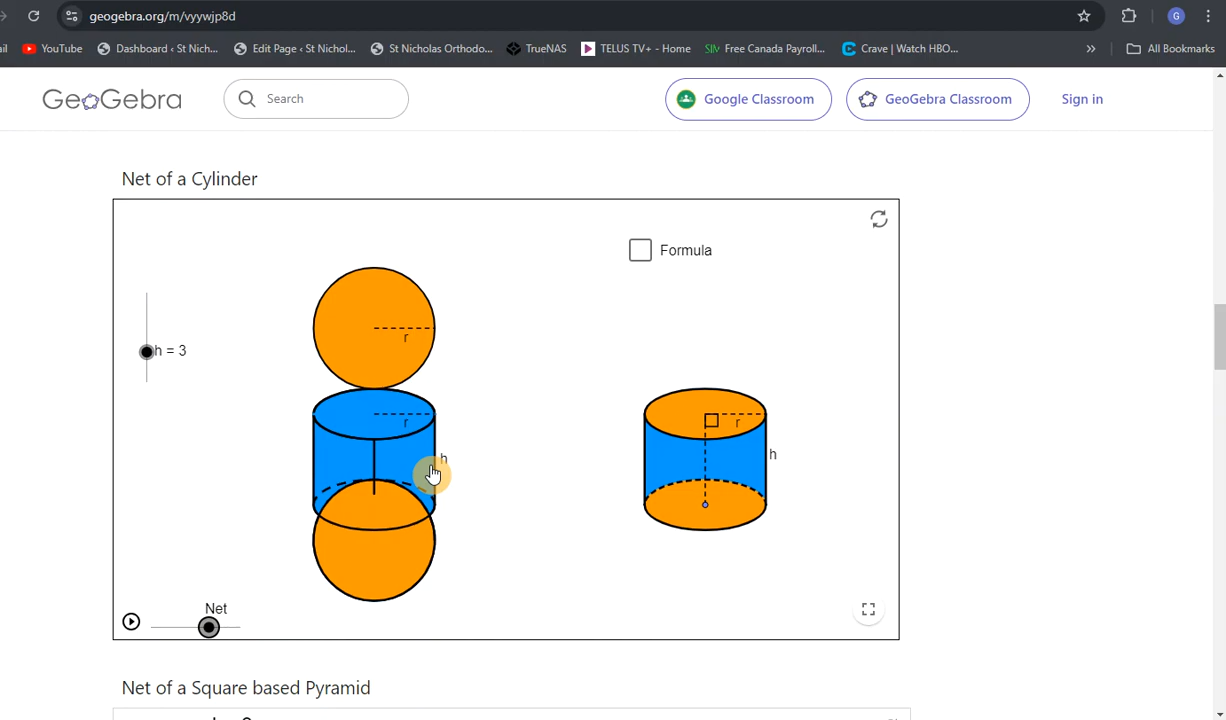 geogebra.org/m/vyywjp8d
G
ail YouTube Dashboard ‹ St Nich... Edit Page ‹ St Nichol... St Nicholas Orthodo... TrueNAS TELUS TV+ - Home Free Canada Payroll... Crave | Watch HBO... » All Bookmarks
GeoGebra Search Google Classroom GeoGebra Classroom Sign in
Net of a Cylinder
Formula
r
h = 3
r
r
h
h
Net
Net of a Square based Pyramid